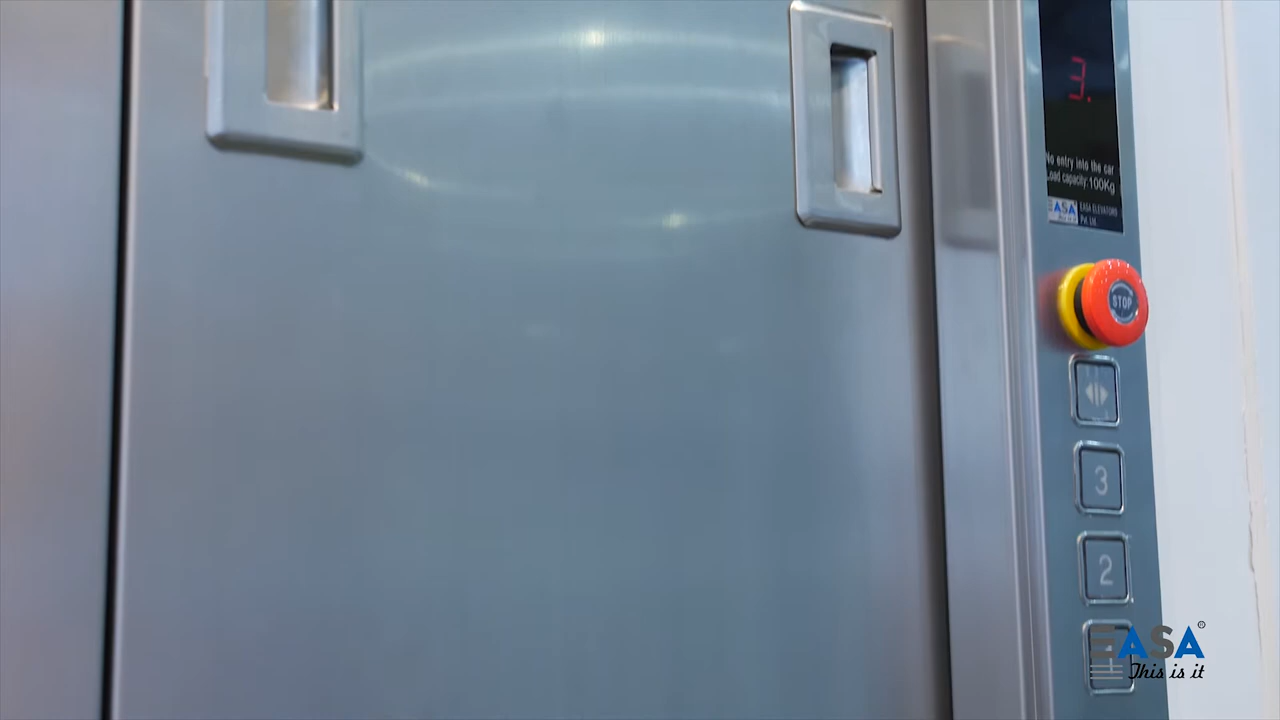 3.
No entry into the car
Load capacity:100Kg
EASA
EASA ELEVATORS
Pvt. Ltd.
STOP
3
2
EASA®
This is it